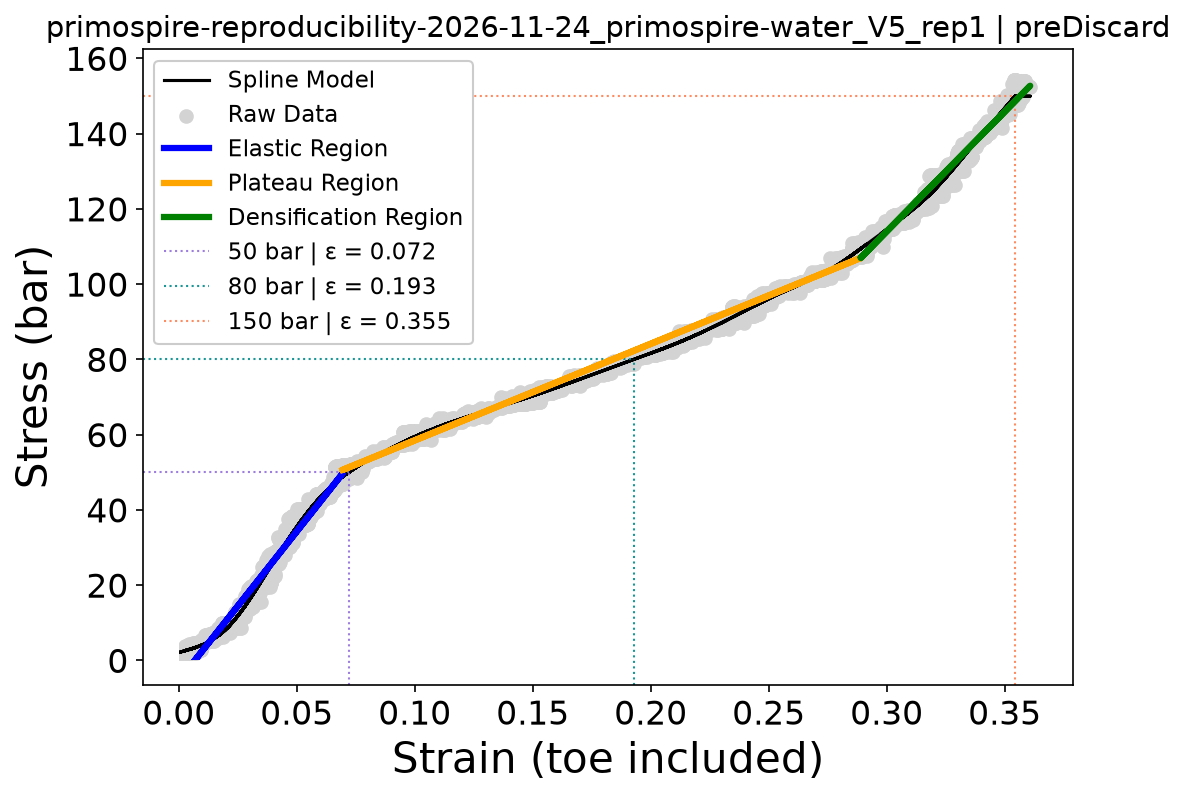 primospire-reproducibility-2026-11-24_primospire-water_V5_rep1 | preDiscard
Spline Model
Raw Data
Elastic Region
Plateau Region
Densification Region
50 bar | ε = 0.072
80 bar | ε = 0.193
150 bar | ε = 0.355
160
140
120
100
80
60
40
20
0
Stress (bar)
0.00 0.05 0.10 0.15 0.20 0.25 0.30 0.35
Strain (toe included)